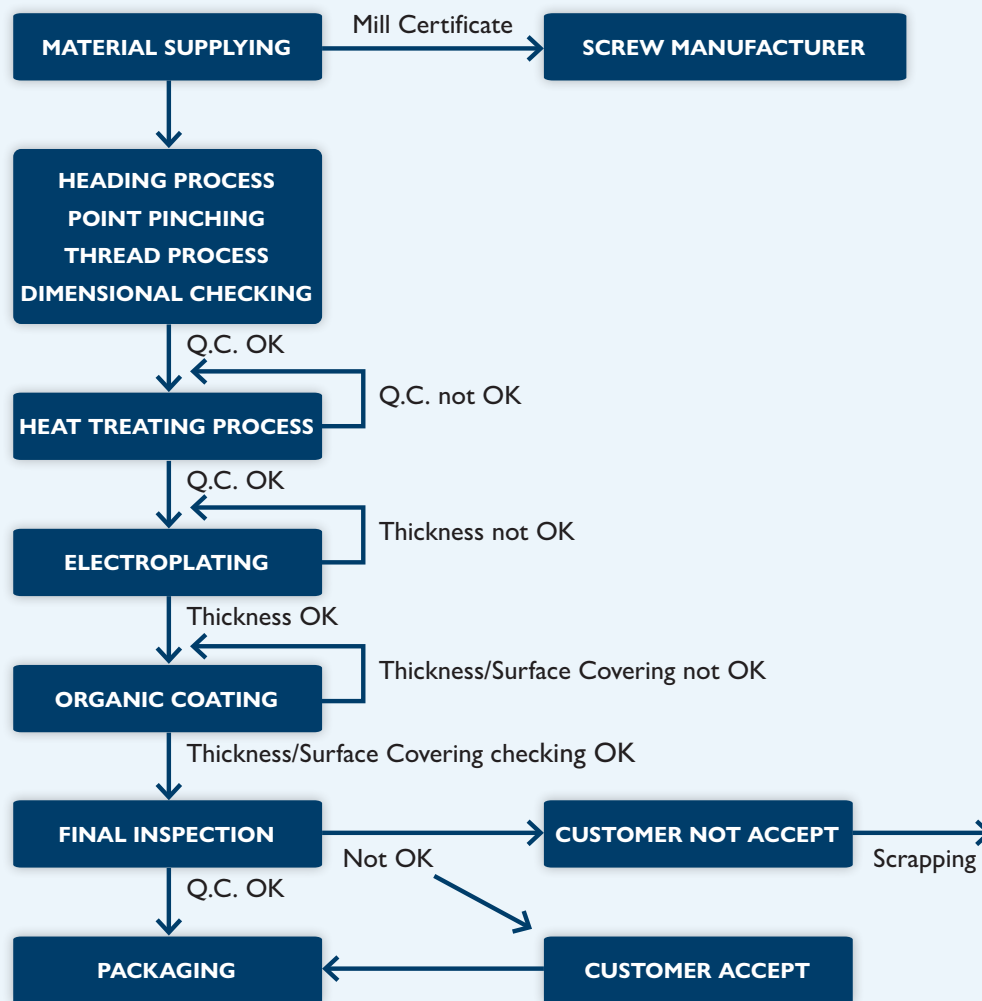 MATERIAL SUPPLYING
Mill Certificate
SCREW MANUFACTURER
HEADING PROCESS
POINT PINCHING
THREAD PROCESS
DIMENSIONAL CHECKING
Q.C. OK
Q.C. not OK
HEAT TREATING PROCESS
Q.C. OK
Thickness not OK
ELECTROPLATING
Thickness OK
Thickness/Surface Covering not OK
ORGANIC COATING
Thickness/Surface Covering checking OK
FINAL INSPECTION
Not OK
CUSTOMER NOT ACCEPT
Scrapping
Q.C. OK
PACKAGING
CUSTOMER ACCEPT